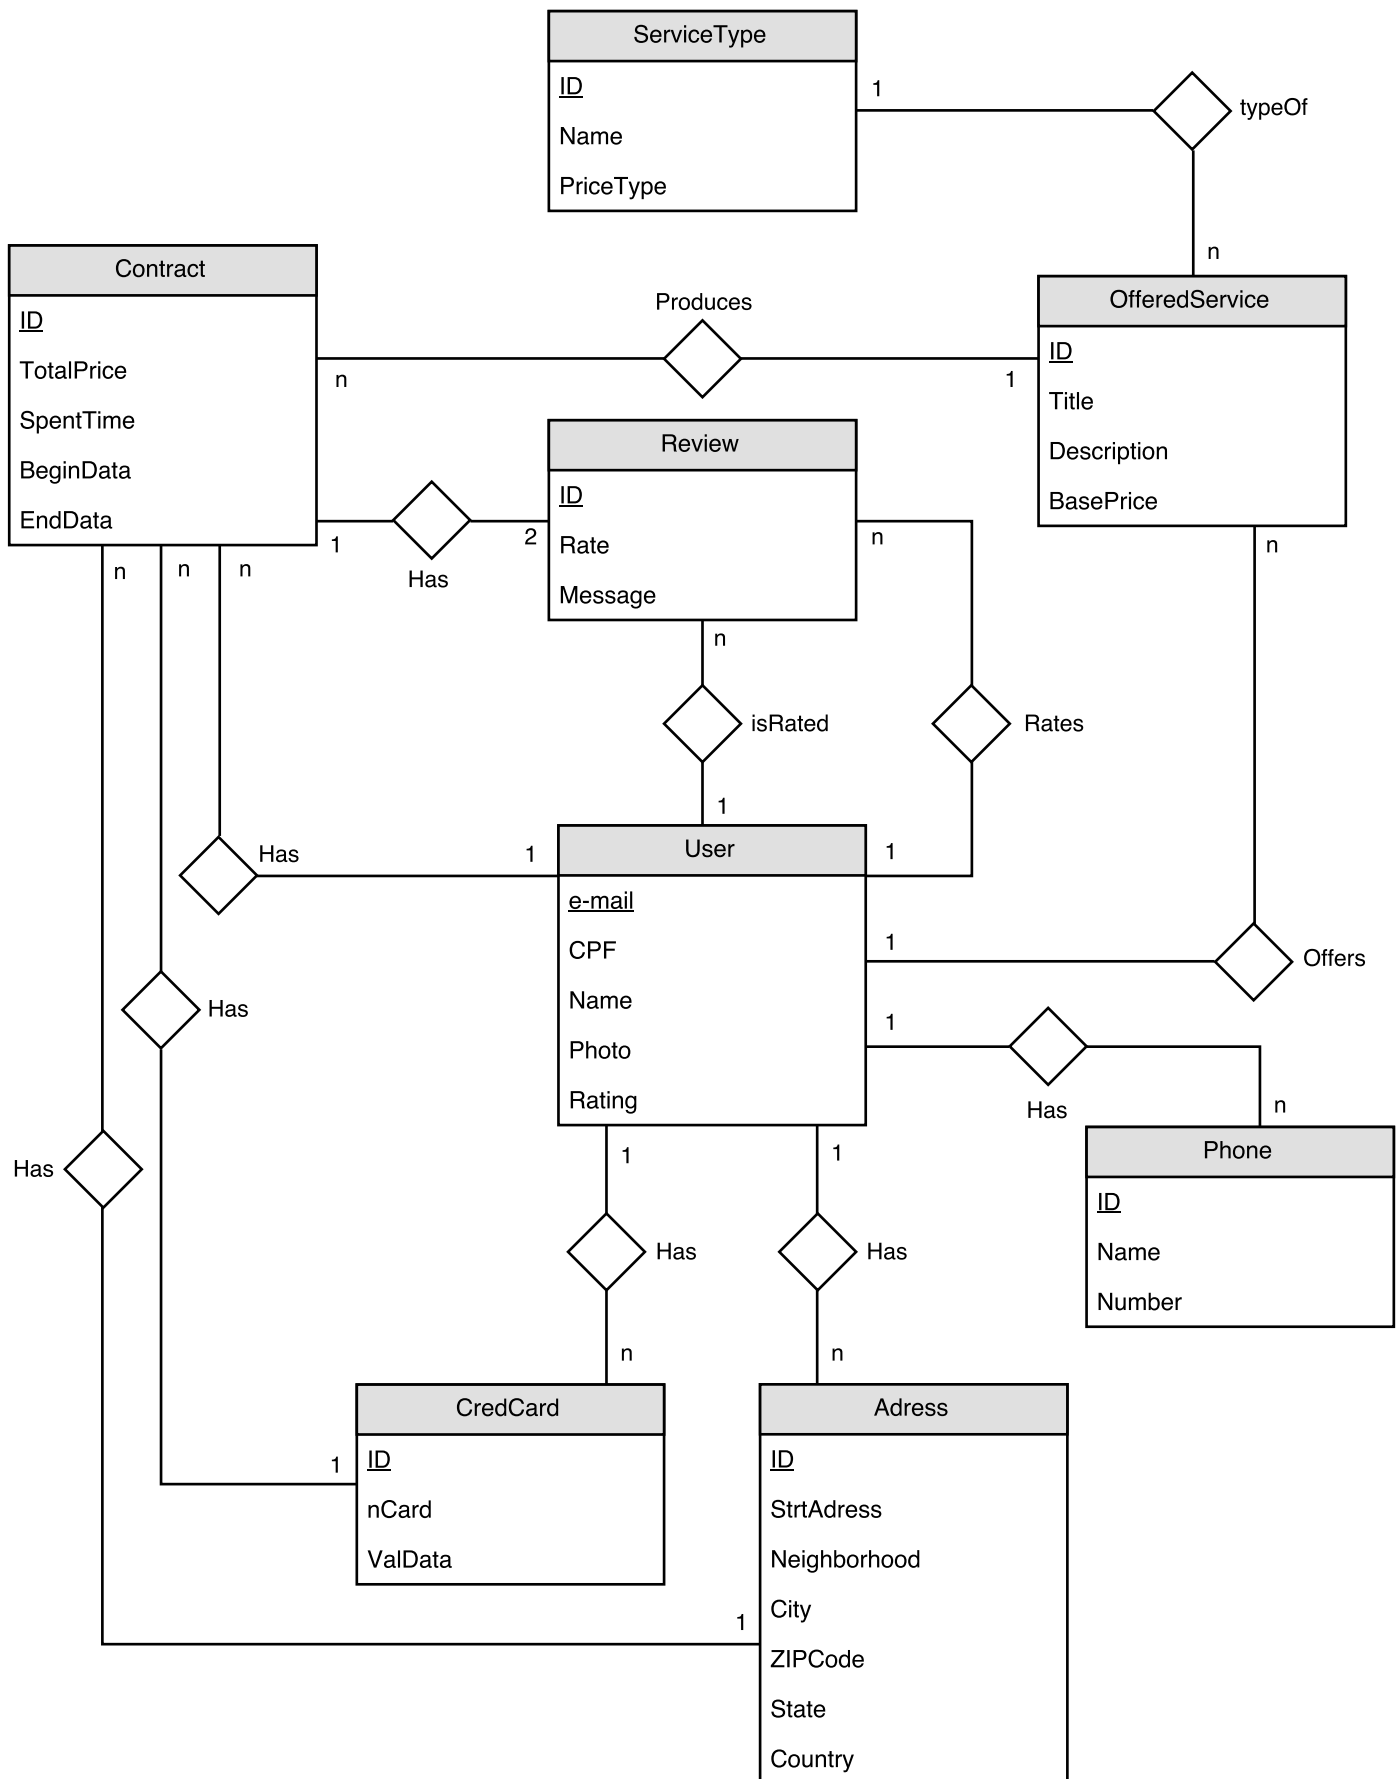 ServiceType
ID
Name
PriceType
1
typeOf
n
Contract
ID
TotalPrice
SpentTime
BeginData
EndData
Produces
n
1
OfferedService
ID
Title
Description
BasePrice
Review
ID
Rate
Message
1
Has
2
n
n
n
n
n
n
isRated
Rates
1
Has
1
User
e-mail
CPF
Name
Photo
Rating
1
1
Offers
1
Has
n
Has
Has
Phone
ID
Name
Number
1
1
Has
Has
n
n
CredCard
ID
nCard
ValData
1
Adress
ID
StrtAdress
Neighborhood
City
ZIPCode
State
Country
1